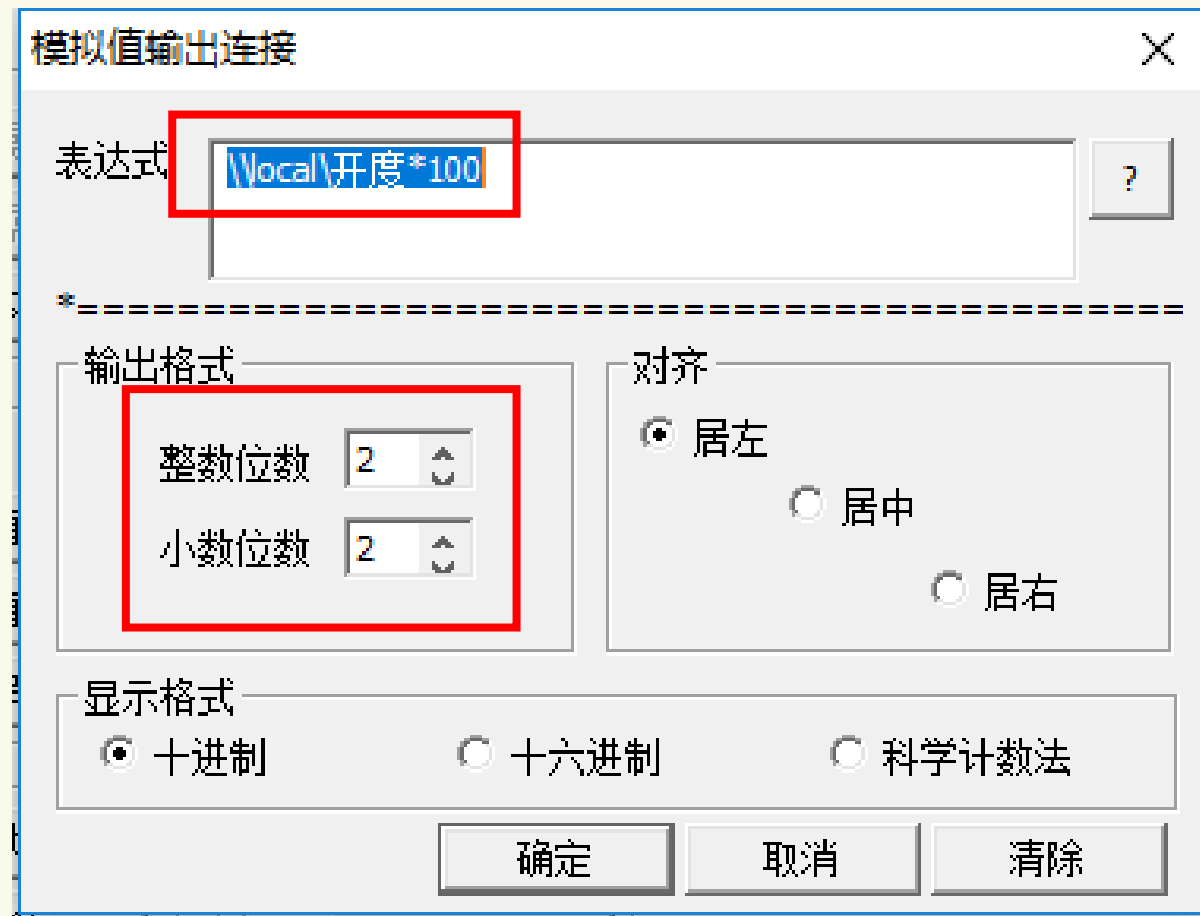 模拟值输出连接
表达式
\\local\开度*100
?
*========================================
输出格式
整数位数 2
小数位数 2
对齐
居左
居中
居右
显示格式
十进制 十六进制 科学计数法
确定 取消 清除